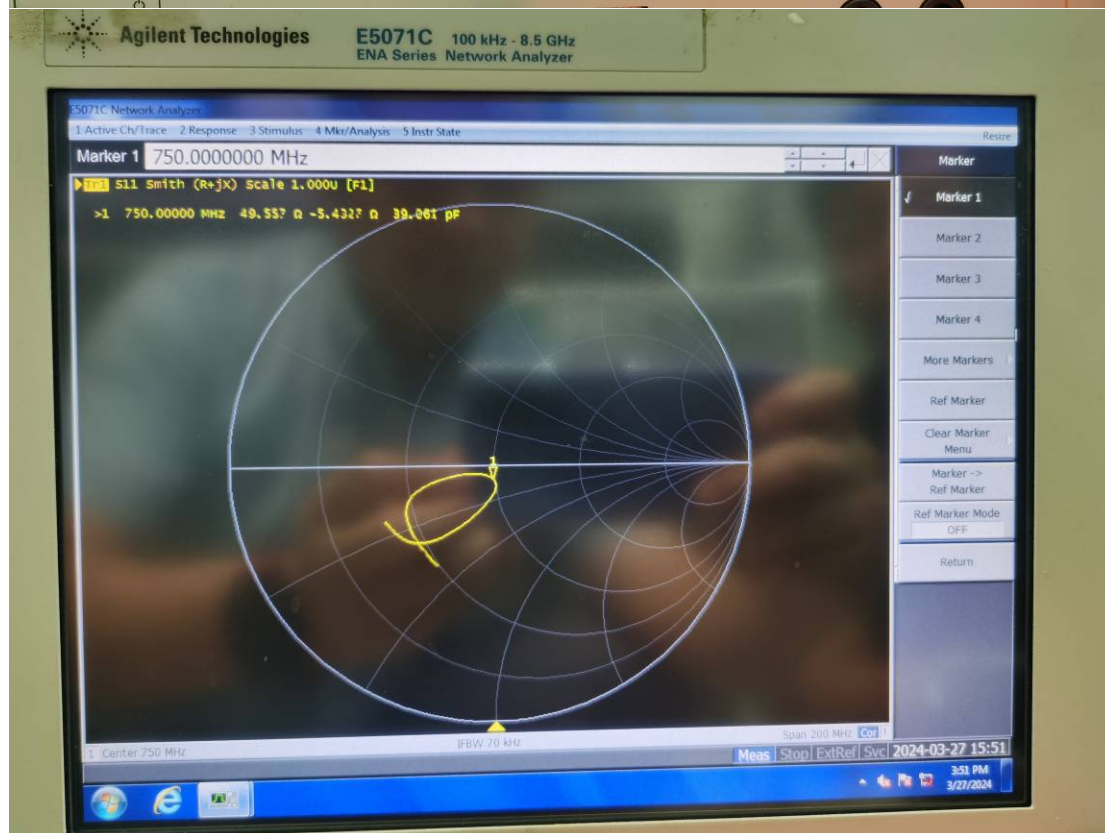 Agilent Technologies
E5071C 100 kHz - 8.5 GHz
ENA Series Network Analyzer
E5071C Network Analyzer
1 Active Ch/Trace 2 Response 3 Stimulus 4 Mkr/Analysis 5 Instr State
Resize
Marker 1 750.0000000 MHz
Marker
Tr1 S11 Smith (R+jX) Scale 1.000U [F1]
>1 750.00000 MHz Ω Ω pF
Marker 1
Marker 2
Marker 3
Marker 4
More Markers
Ref Marker
Clear Marker
Menu
Marker ->
Ref Marker
Ref Marker Mode
OFF
Return
1
1 Center 750 MHz
IFBW 70 kHz
Span 200 MHz Cor
Meas Stop ExtRef Svc 2024-03-27 15:51
3:51 PM
3/27/2024